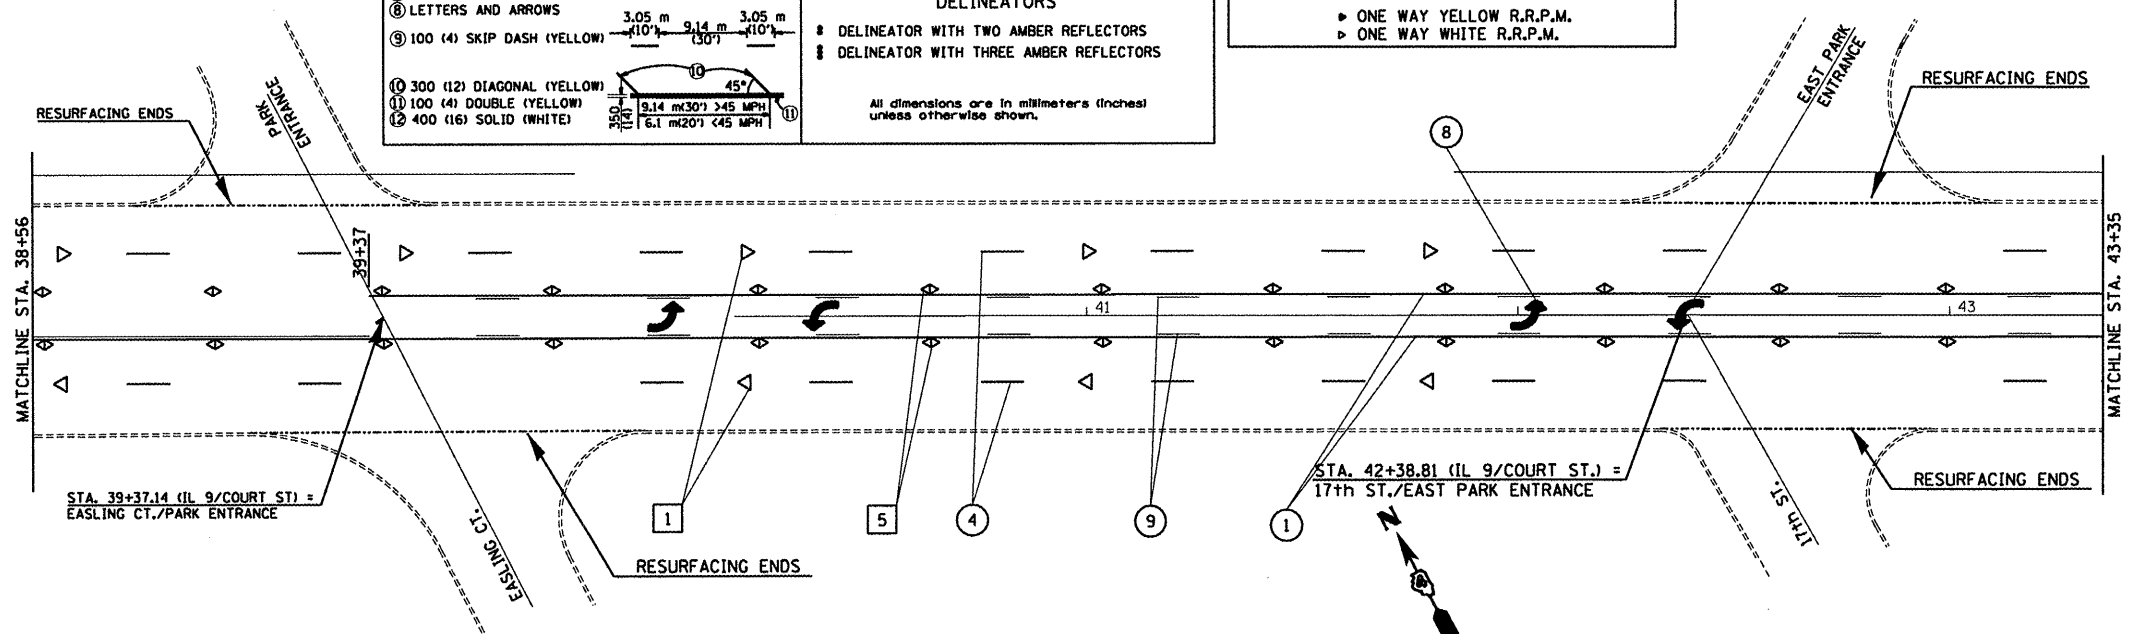 ⑧ LETTERS AND ARROWS
⑨ 100 (4) SKIP DASH (YELLOW)
3.05 m 9.14 m 3.05 m
(10') (30') (10')
⑩ 300 (12) DIAGONAL (YELLOW)
⑪ 100 (4) DOUBLE (YELLOW)
⑫ 400 (16) SOLID (WHITE)
⑩
45°
350
(14)
9.14 m(30') >45 MPH
6.1 m(20') <45 MPH
⑪
DELINEATORS
DELINEATOR WITH TWO AMBER REFLECTORS
DELINEATOR WITH THREE AMBER REFLECTORS
All dimensions are in millimeters (inches)
unless otherwise shown.
ONE WAY YELLOW R.R.P.M.
ONE WAY WHITE R.R.P.M.
RESURFACING ENDS
PARK
ENTRANCE
8
EAST PARK
ENTRANCE
RESURFACING ENDS
MATCHLINE STA. 38+56
39+37
41
43
MATCHLINE STA. 43+35
STA. 39+37.14 (IL 9/COURT ST) =
EASLING CT./PARK ENTRANCE
EASLING CT.
RESURFACING ENDS
1
5
4
9
1
STA. 42+38.81 (IL 9/COURT ST.) =
17th ST./EAST PARK ENTRANCE
N
17th ST.
RESURFACING ENDS